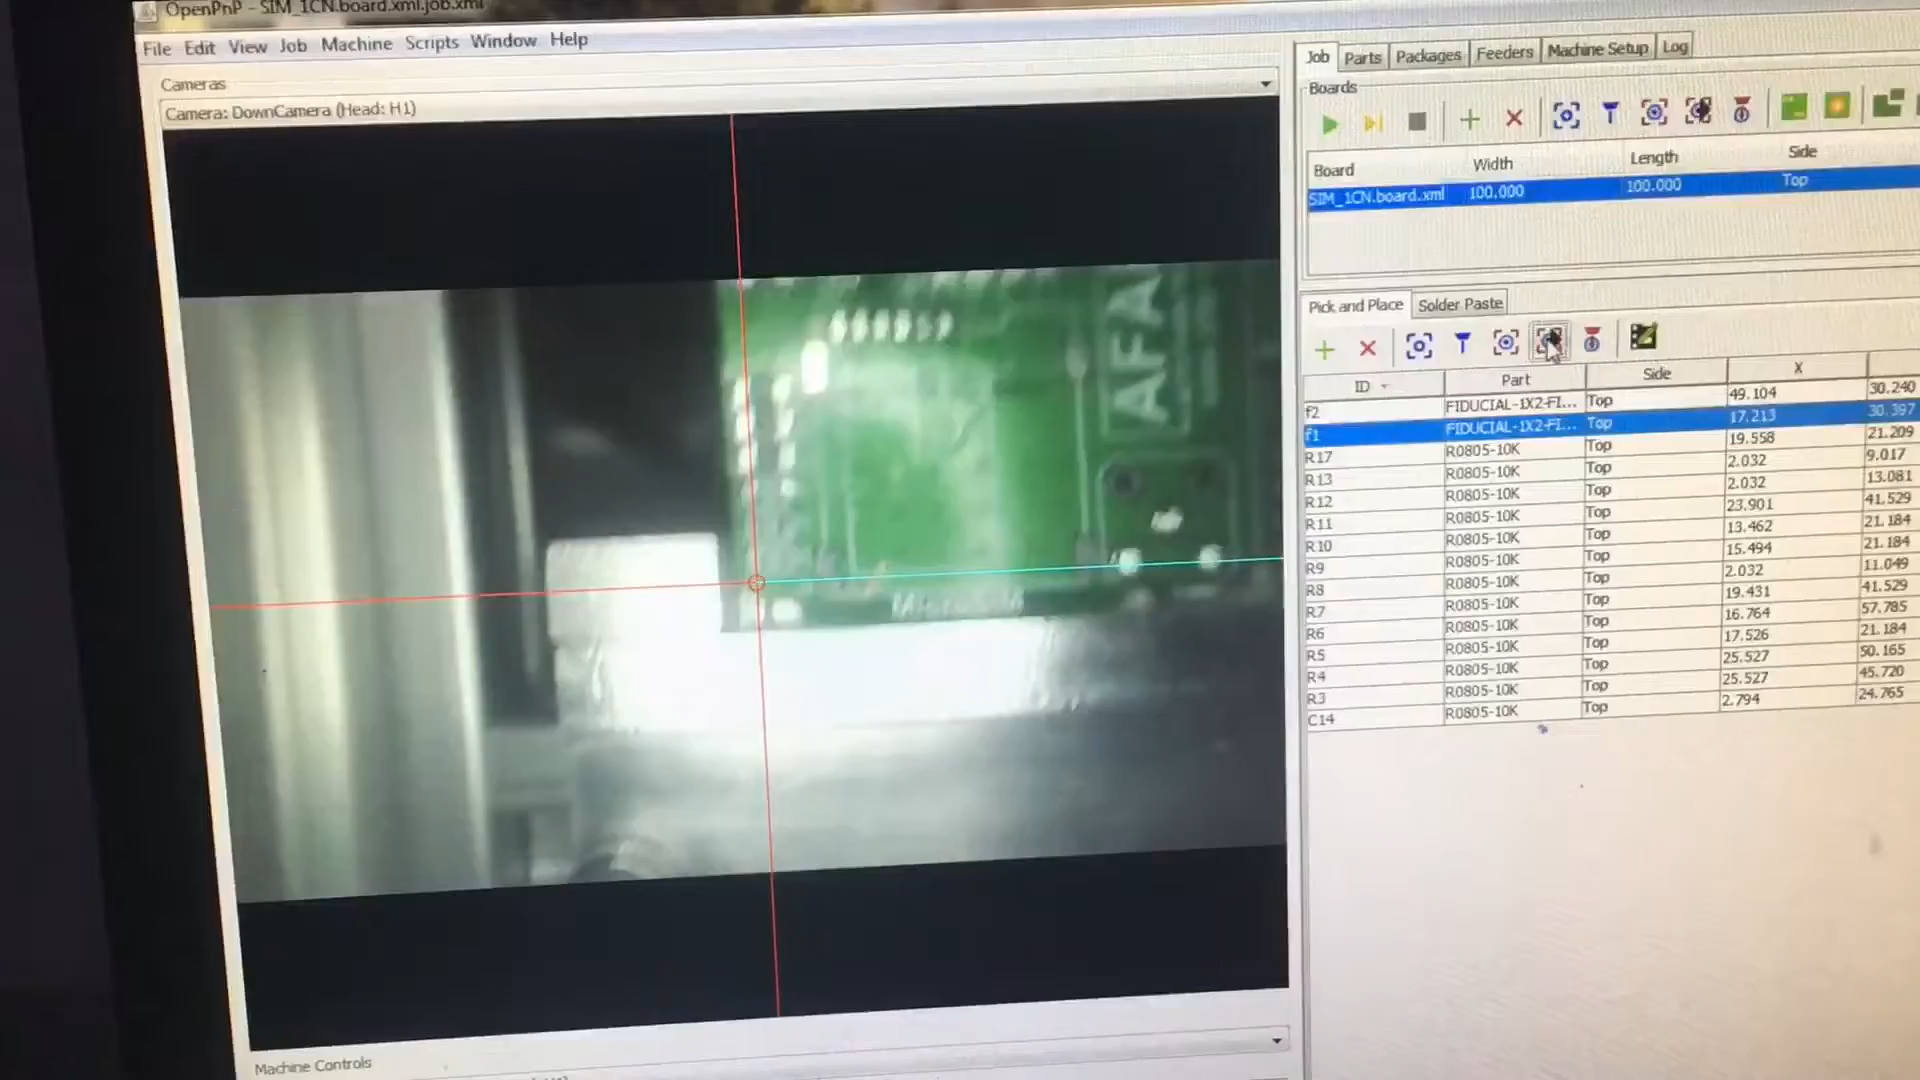 OpenPnP - SIM_1CN.board.xml.job.xml
File Edit View Job Machine Scripts Window Help
Cameras
Camera: DownCamera (Head: H1)
AFA
Machine Controls
Job Parts Packages Feeders Machine Setup Log
Boards
Board Width Length Side
SIM_1CN.board.xml 100.000 100.000 Top
Pick and Place Solder Paste
ID Part Side X
f2 FIDUCIAL-1X2-FI... Top 49.104 30.240
f1 FIDUCIAL-1X2-FI... Top 17.213 30.397
R17 R0805-10K Top 19.558 21.209
R13 R0805-10K Top 2.032 9.017
R12 R0805-10K Top 2.032 13.081
R11 R0805-10K Top 23.901 41.529
R10 R0805-10K Top 13.462 21.184
R9 R0805-10K Top 15.494 21.184
R8 R0805-10K Top 2.032 11.049
R7 R0805-10K Top 19.431 41.529
R6 R0805-10K Top 16.764 57.785
R5 R0805-10K Top 17.526 21.184
R4 R0805-10K Top 25.527 50.165
R3 R0805-10K Top 25.527 45.720
C14 R0805-10K Top 2.794 24.765